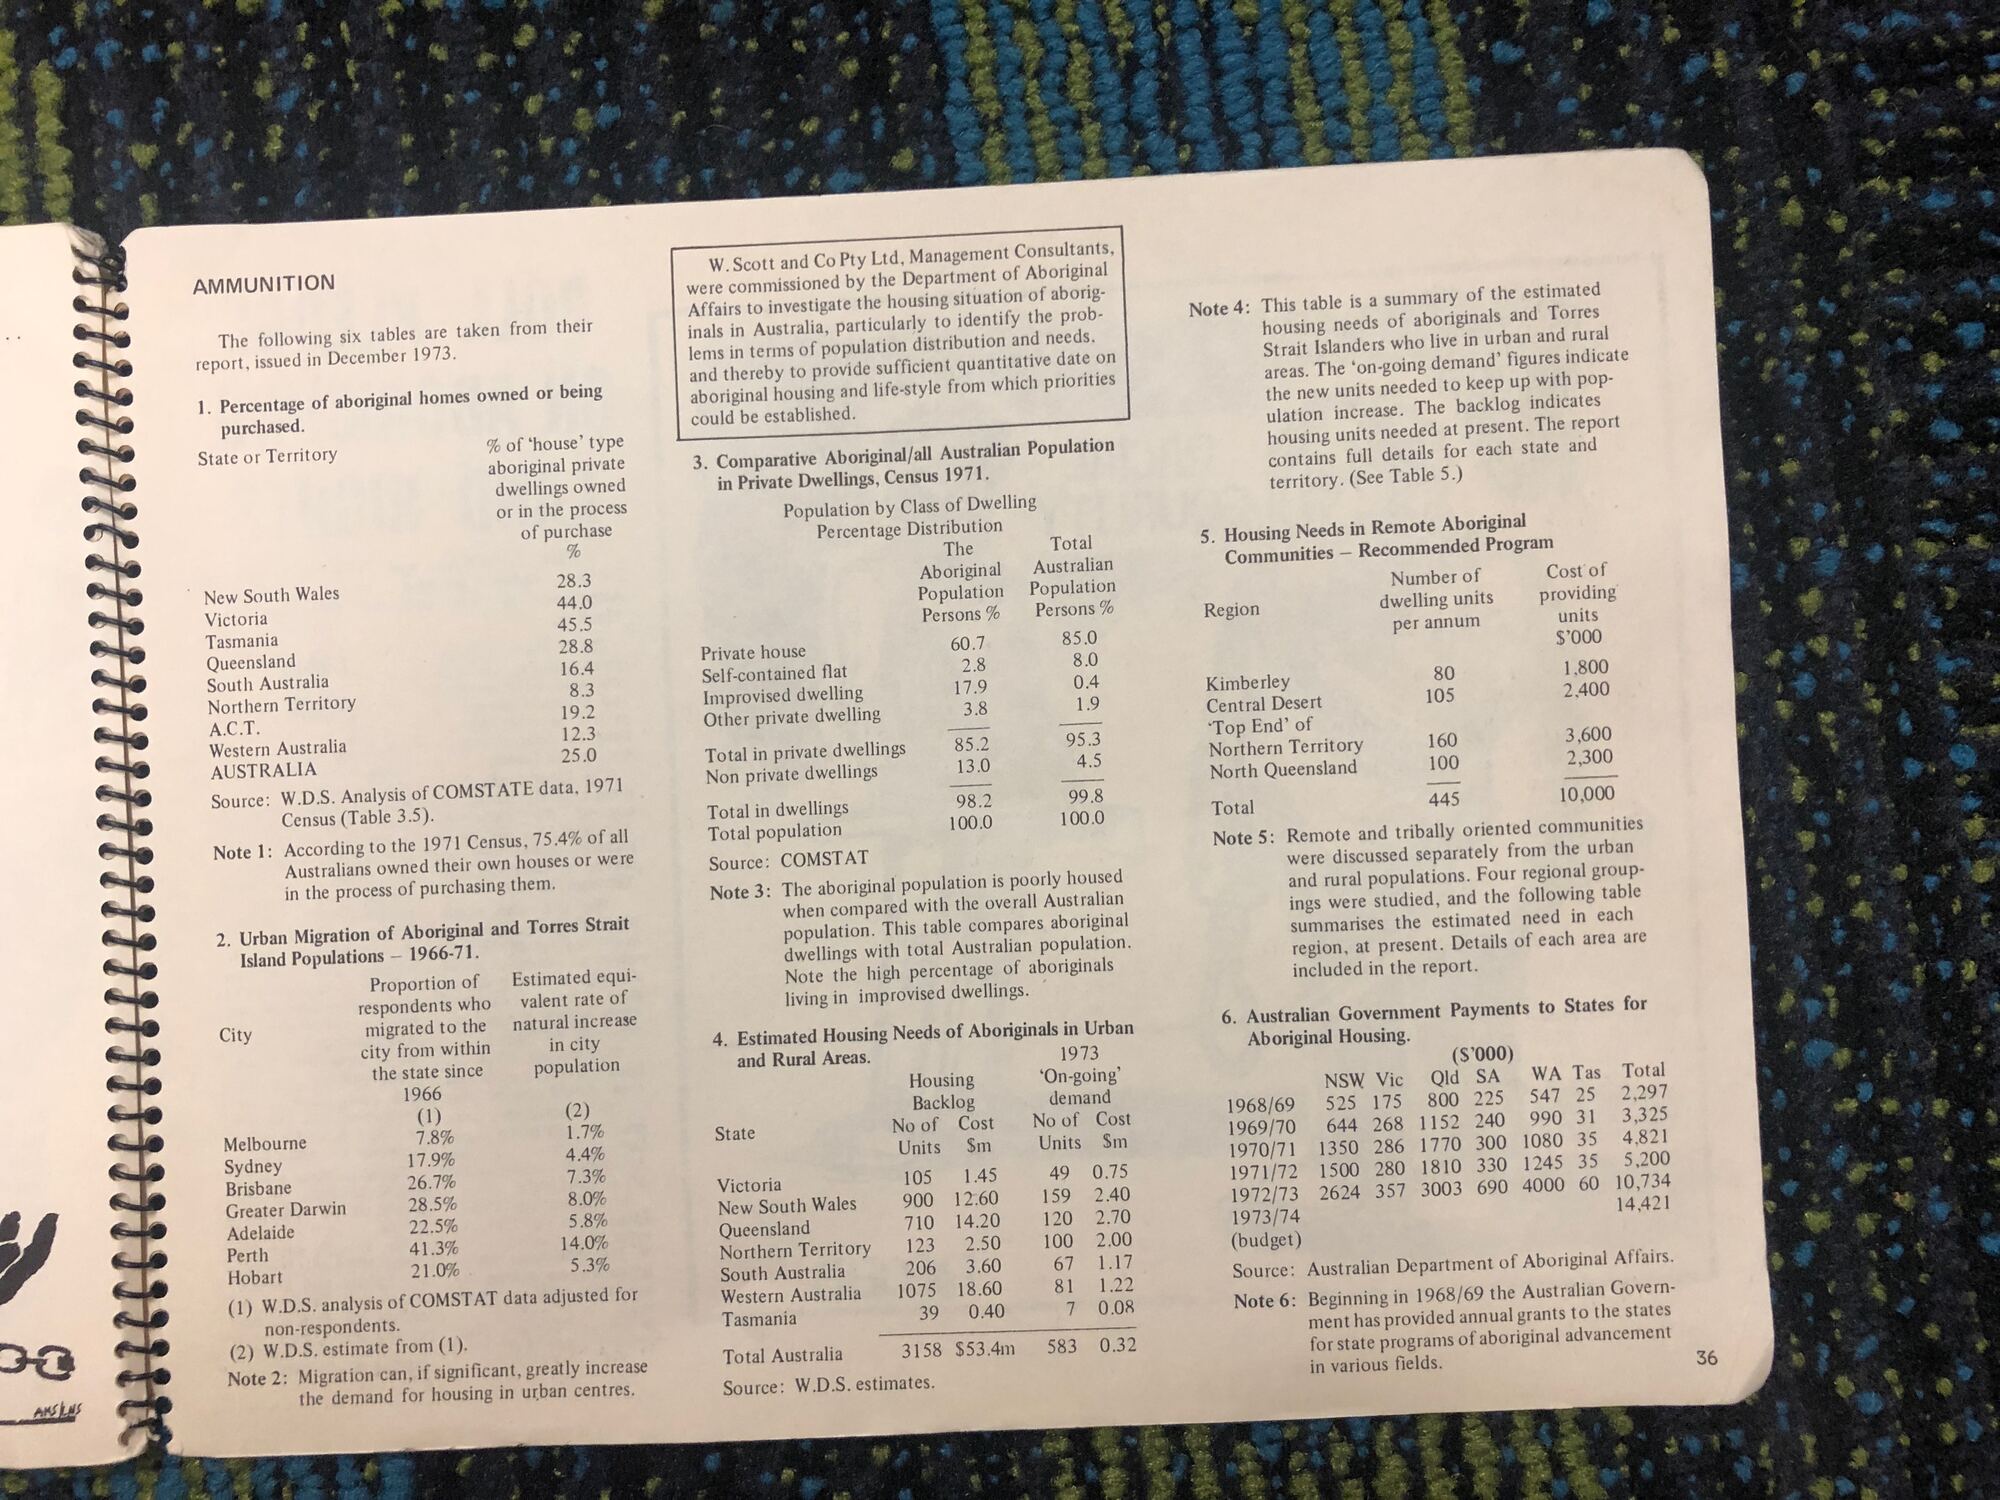 AMMUNITION
The following six tables are taken from their
report, issued in December 1973.
1. Percentage of aboriginal homes owned or being
purchased.
State or Territory
% of ‘house’ type
aboriginal private
dwellings owned
or in the process
of purchase
%
New South Wales 28.3
Victoria 44.0
Tasmania 45.5
Queensland 28.8
South Australia 16.4
Northern Territory 8.3
A.C.T. 19.2
Western Australia 12.3
AUSTRALIA 25.0
Source: W.D.S. Analysis of COMSTATE data, 1971
Census (Table 3.5).
Note 1: According to the 1971 Census, 75.4% of all
Australians owned their own houses or were
in the process of purchasing them.
2. Urban Migration of Aboriginal and Torres Strait
Island Populations – 1966-71.
City
Proportion of
respondents who
migrated to the
city from within
the state since
1966
(1)
Estimated equi-
valent rate of
natural increase
in city
population
(2)
Melbourne 7.8% 1.7%
Sydney 17.9% 4.4%
Brisbane 26.7% 7.3%
Greater Darwin 28.5% 8.0%
Adelaide 22.5% 5.8%
Perth 41.3% 14.0%
Hobart 21.0% 5.3%
(1) W.D.S. analysis of COMSTAT data adjusted for
non-respondents.
(2) W.D.S. estimate from (1).
Note 2: Migration can, if significant, greatly increase
the demand for housing in urban centres.
W. Scott and Co Pty Ltd, Management Consultants,
were commissioned by the Department of Aboriginal
Affairs to investigate the housing situation of aborig-
inals in Australia, particularly to identify the prob-
lems in terms of population distribution and needs.
and thereby to provide sufficient quantitative date on
aboriginal housing and life-style from which priorities
could be established.
3. Comparative Aboriginal/all Australian Population
in Private Dwellings, Census 1971.
Population by Class of Dwelling
Percentage Distribution
The Total
Aboriginal Australian
Population Population
Persons % Persons %
Private house 60.7 85.0
Self-contained flat 2.8 8.0
Improvised dwelling 17.9 0.4
Other private dwelling 3.8 1.9
Total in private dwellings 85.2 95.3
Non private dwellings 13.0 4.5
Total in dwellings 98.2 99.8
Total population 100.0 100.0
Source: COMSTAT
Note 3: The aboriginal population is poorly housed
when compared with the overall Australian
population. This table compares aboriginal
dwellings with total Australian population.
Note the high percentage of aboriginals
living in improvised dwellings.
4. Estimated Housing Needs of Aboriginals in Urban
and Rural Areas. 1973
Housing ‘On-going’
Backlog demand
State No of Cost No of Cost
Units $m Units $m
Victoria 105 1.45 49 0.75
New South Wales 900 12.60 159 2.40
Queensland 710 14.20 120 2.70
Northern Territory 123 2.50 100 2.00
South Australia 206 3.60 67 1.17
Western Australia 1075 18.60 81 1.22
Tasmania 39 0.40 7 0.08
Total Australia 3158 $53.4m 583 0.32
Source: W.D.S. estimates.
Note 4: This table is a summary of the estimated
housing needs of aboriginals and Torres
Strait Islanders who live in urban and rural
areas. The ‘on-going demand’ figures indicate
the new units needed to keep up with pop-
ulation increase. The backlog indicates
housing units needed at present. The report
contains full details for each state and
territory. (See Table 5.)
5. Housing Needs in Remote Aboriginal
Communities – Recommended Program
Region
Number of
dwelling units
per annum
Cost of
providing
units
$’000
Kimberley 80 1,800
Central Desert 105 2,400
‘Top End’ of
Northern Territory 160 3,600
North Queensland 100 2,300
Total 445 10,000
Note 5: Remote and tribally oriented communities
were discussed separately from the urban
and rural populations. Four regional group-
ings were studied, and the following table
summarises the estimated need in each
region, at present. Details of each area are
included in the report.
6. Australian Government Payments to States for
Aboriginal Housing.
($’000)
NSW Vic Qld SA WA Tas Total
1968/69 525 175 800 225 547 25 2,297
1969/70 644 268 1152 240 990 31 3,325
1970/71 1350 286 1770 300 1080 35 4,821
1971/72 1500 280 1810 330 1245 35 5,200
1972/73 2624 357 3003 690 4000 60 10,734
1973/74 14,421
(budget)
Source: Australian Department of Aboriginal Affairs.
Note 6: Beginning in 1968/69 the Australian Govern-
ment has provided annual grants to the states
for state programs of aboriginal advancement
in various fields.
36